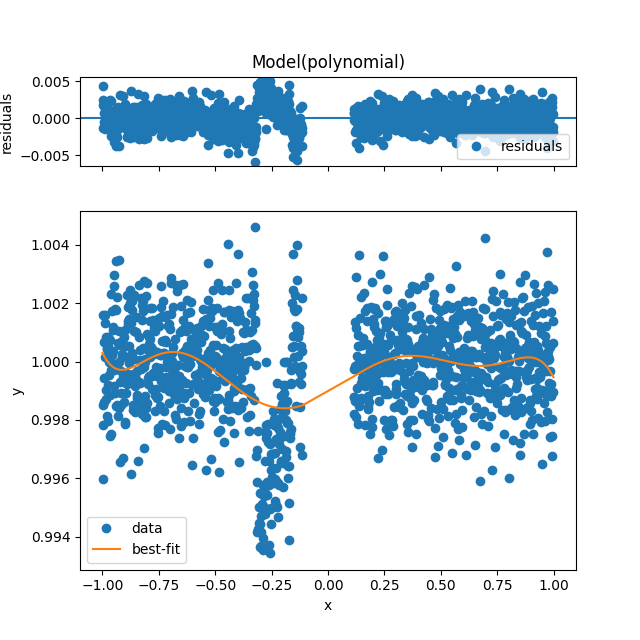 Model(polynomial)
0.005
0.000
−0.005
residuals
residuals
1.004
1.002
1.000
0.998
0.996
0.994
y
data
best-fit
−1.00 −0.75 −0.50 −0.25 0.00 0.25 0.50 0.75 1.00
x